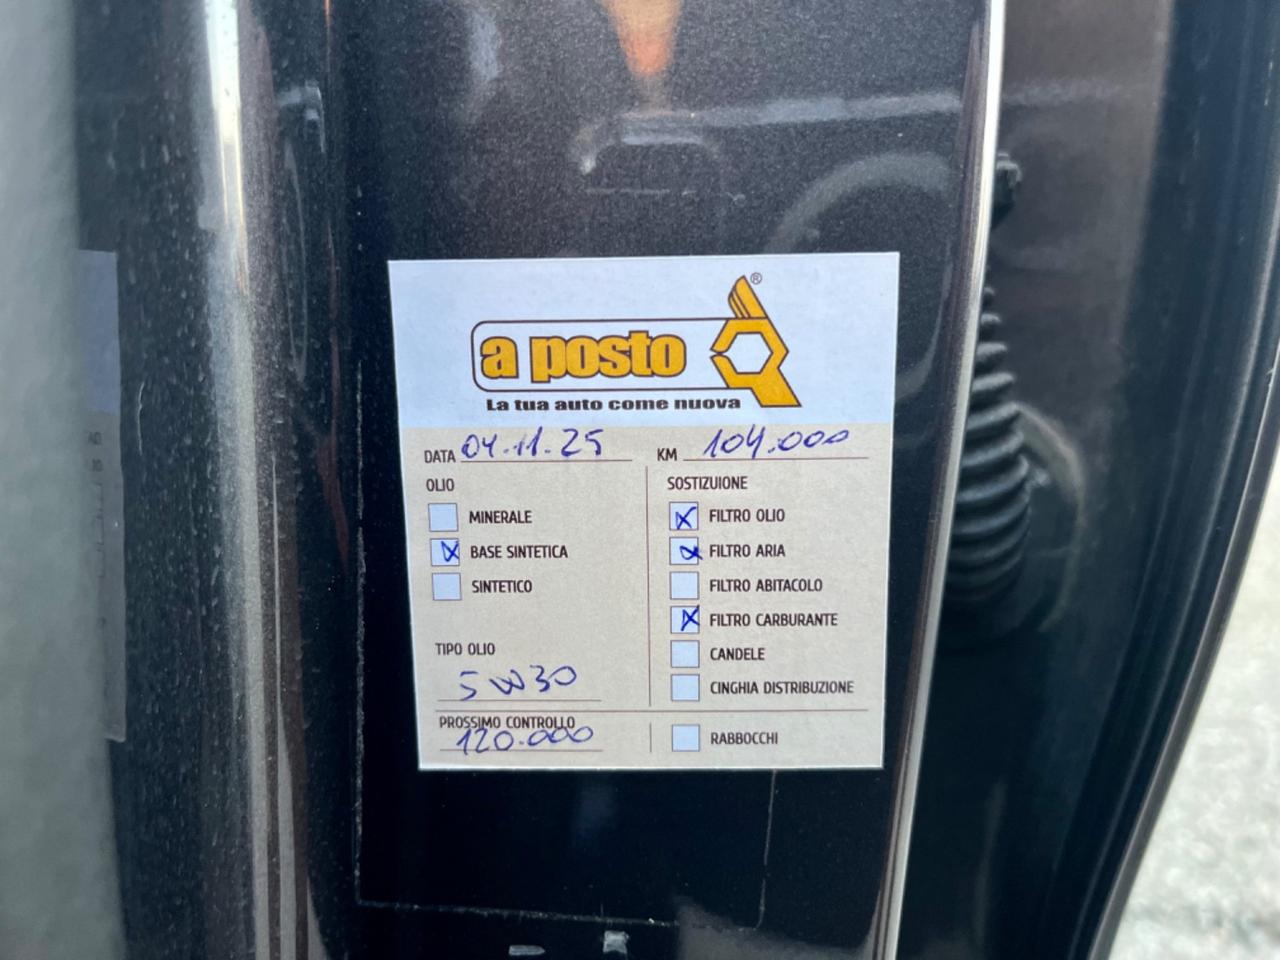 ®
a posto
La tua auto come nuova
DATA 04.11.25
KM 104.000
OLIO
MINERALE
BASE SINTETICA
SINTETICO
TIPO OLIO
5W30
PROSSIMO CONTROLLO
120.000
SOSTIZUIONE
FILTRO OLIO
FILTRO ARIA
FILTRO ABITACOLO
FILTRO CARBURANTE
CANDELE
CINGHIA DISTRIBUZIONE
RABBOCCHI